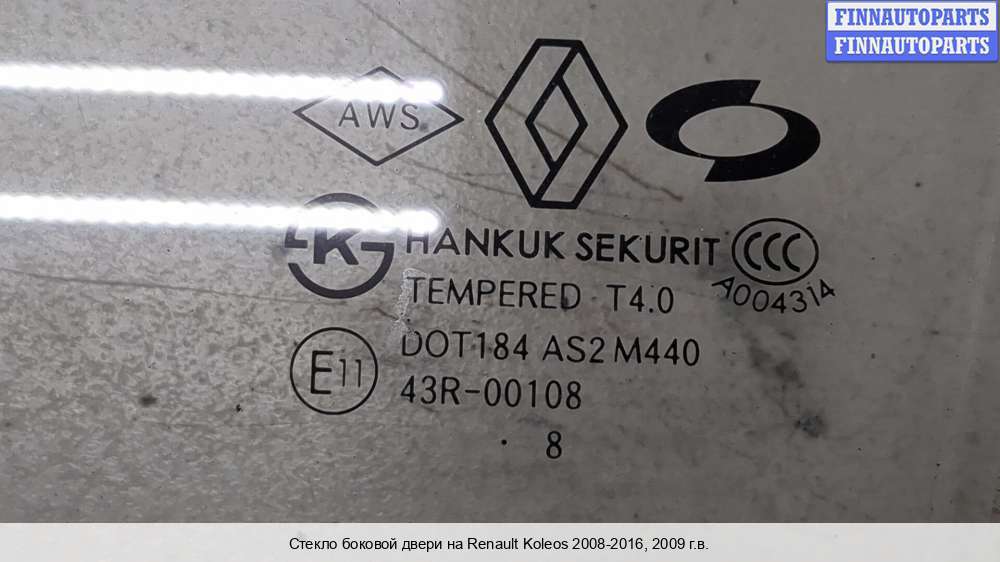 FINNAUTOPARTS
FINNAUTOPARTS
AWS
K
HANKUK SEKURIT
CCC
A004314
TEMPERED T4.0
E11
DOT184 AS2 M440
43R-00108
. 8
Стекло боковой двери на Renault Koleos 2008-2016, 2009 г.в.